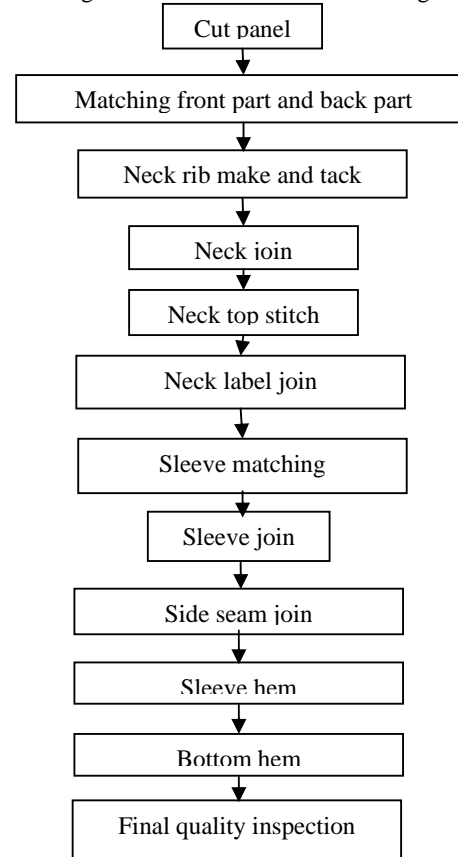 Cut panel
Matching front part and back part
Neck rib make and tack
Neck join
Neck top stitch
Neck label join
Sleeve matching
Sleeve join
Side seam join
Sleeve hem
Bottom hem
Final quality inspection